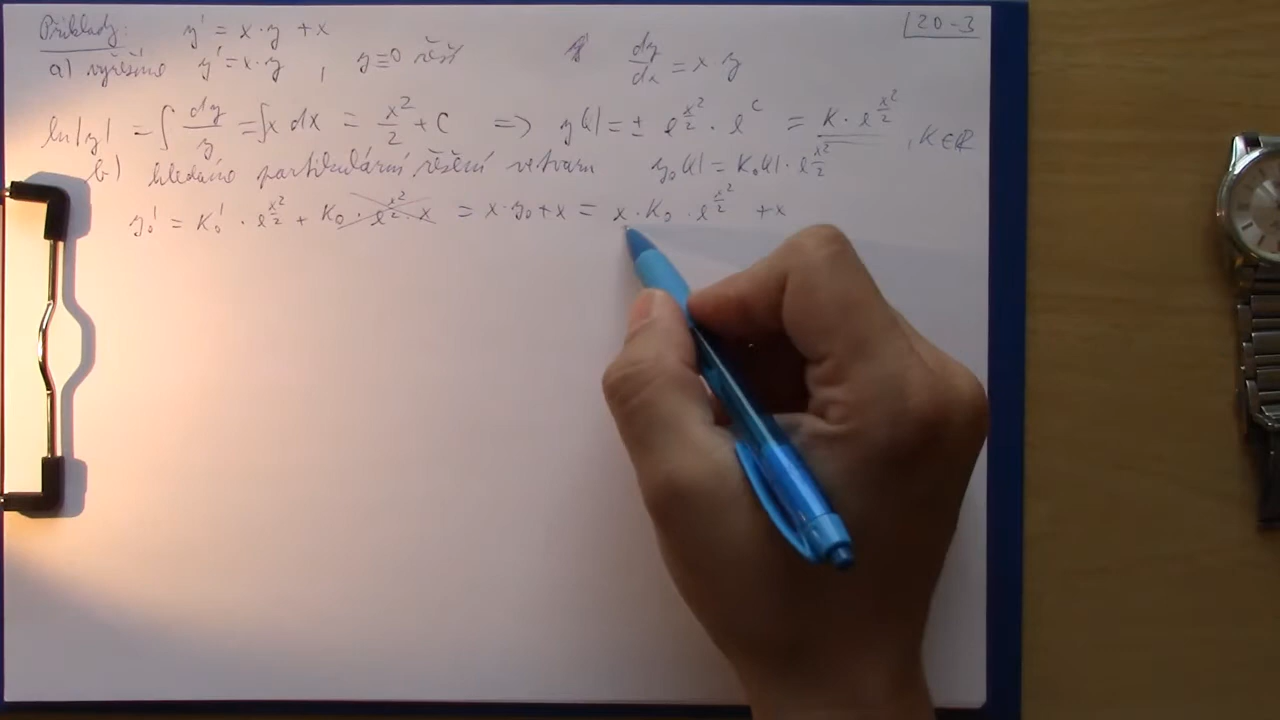 Příklady: y' = x·y + x
20-3
a) vyřešíme y' = x·y , y≡0 řeší dy/dx = x y
ln|y| = ∫ dy/y = ∫x dx = x²/2 + C => y(x) = ± e^(x²/2) · e^C = K · e^(x²/2) , K∈R
b) hledáme partikulární řešení ve tvaru y₀(x) = K₀(x) · e^(x²/2)
y₀' = K₀' · e^(x²/2) + K₀ · e^(x²/2) · x = x·y₀ + x = x · K₀ · e^(x²/2) + x